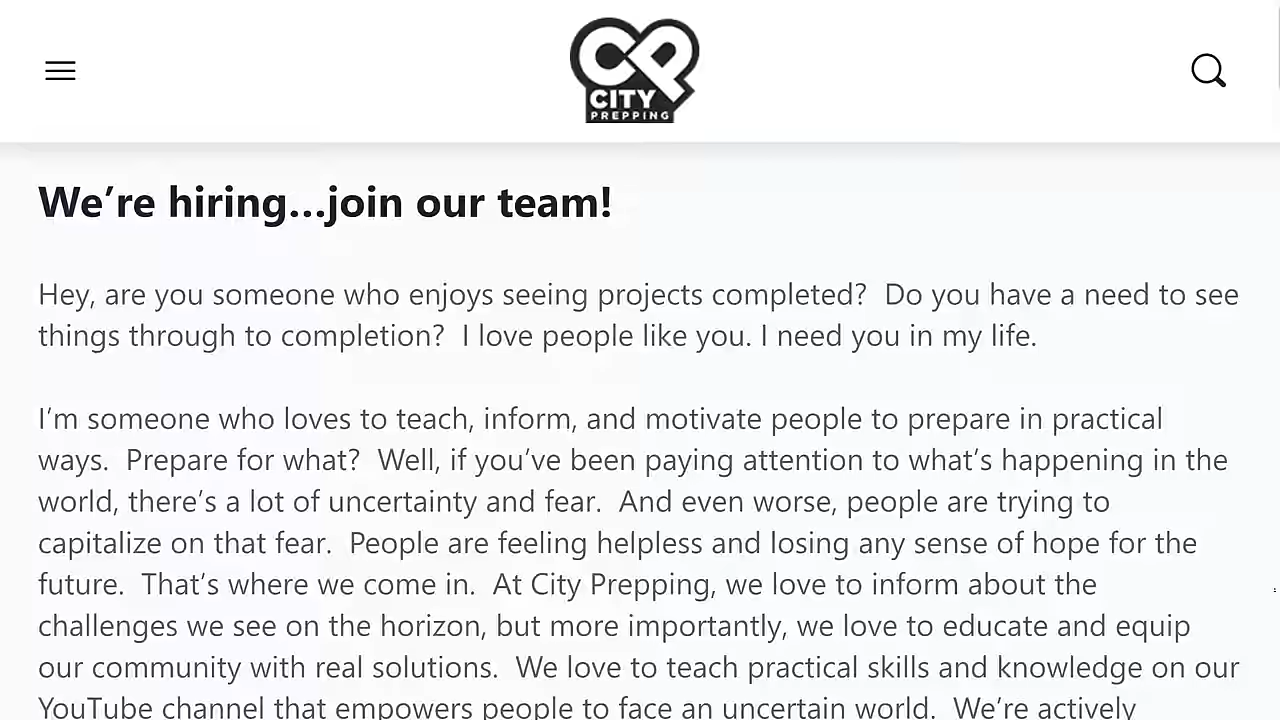 CP
CITY
PREPPING
We’re hiring…join our team!
Hey, are you someone who enjoys seeing projects completed?  Do you have a need to see
things through to completion?  I love people like you. I need you in my life.
I’m someone who loves to teach, inform, and motivate people to prepare in practical
ways.  Prepare for what?  Well, if you’ve been paying attention to what’s happening in the
world, there’s a lot of uncertainty and fear.  And even worse, people are trying to
capitalize on that fear.  People are feeling helpless and losing any sense of hope for the
future.  That’s where we come in.  At City Prepping, we love to inform about the
challenges we see on the horizon, but more importantly, we love to educate and equip
our community with real solutions.  We love to teach practical skills and knowledge on our
YouTube channel that empowers people to face an uncertain world.  We’re actively